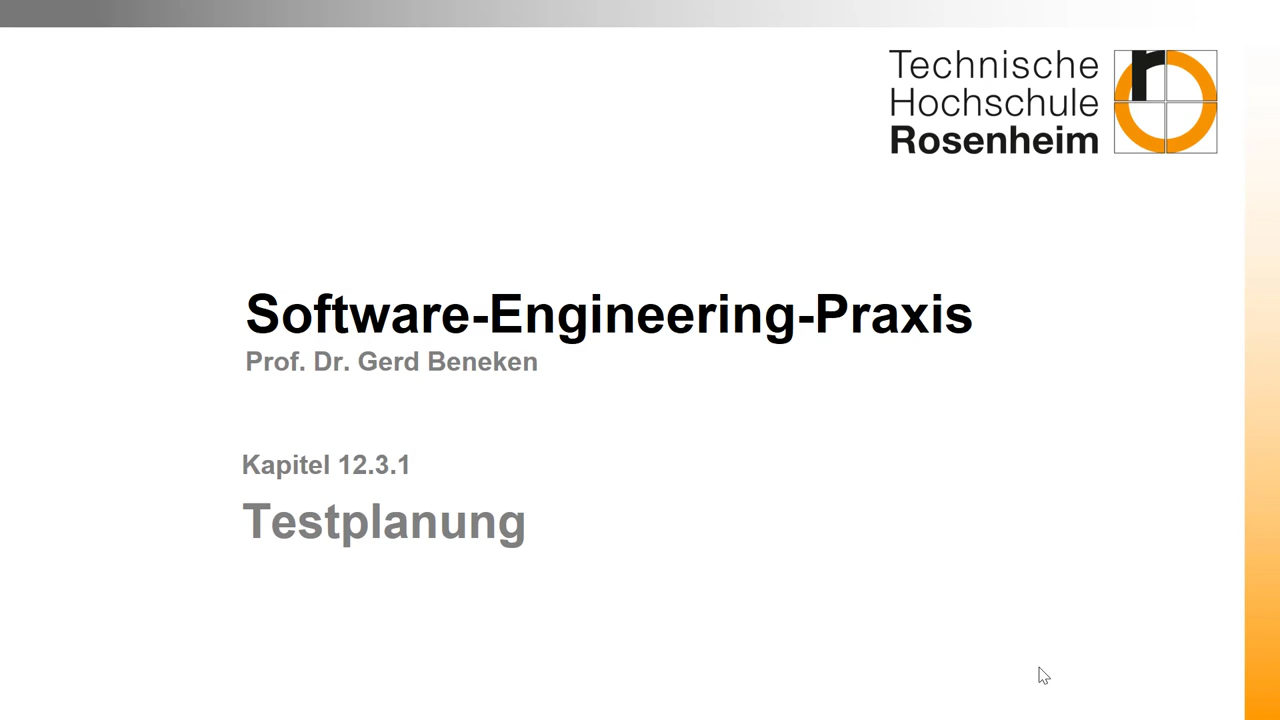 Technische
Hochschule
Rosenheim
Software-Engineering-Praxis
Prof. Dr. Gerd Beneken
Kapitel 12.3.1
Testplanung